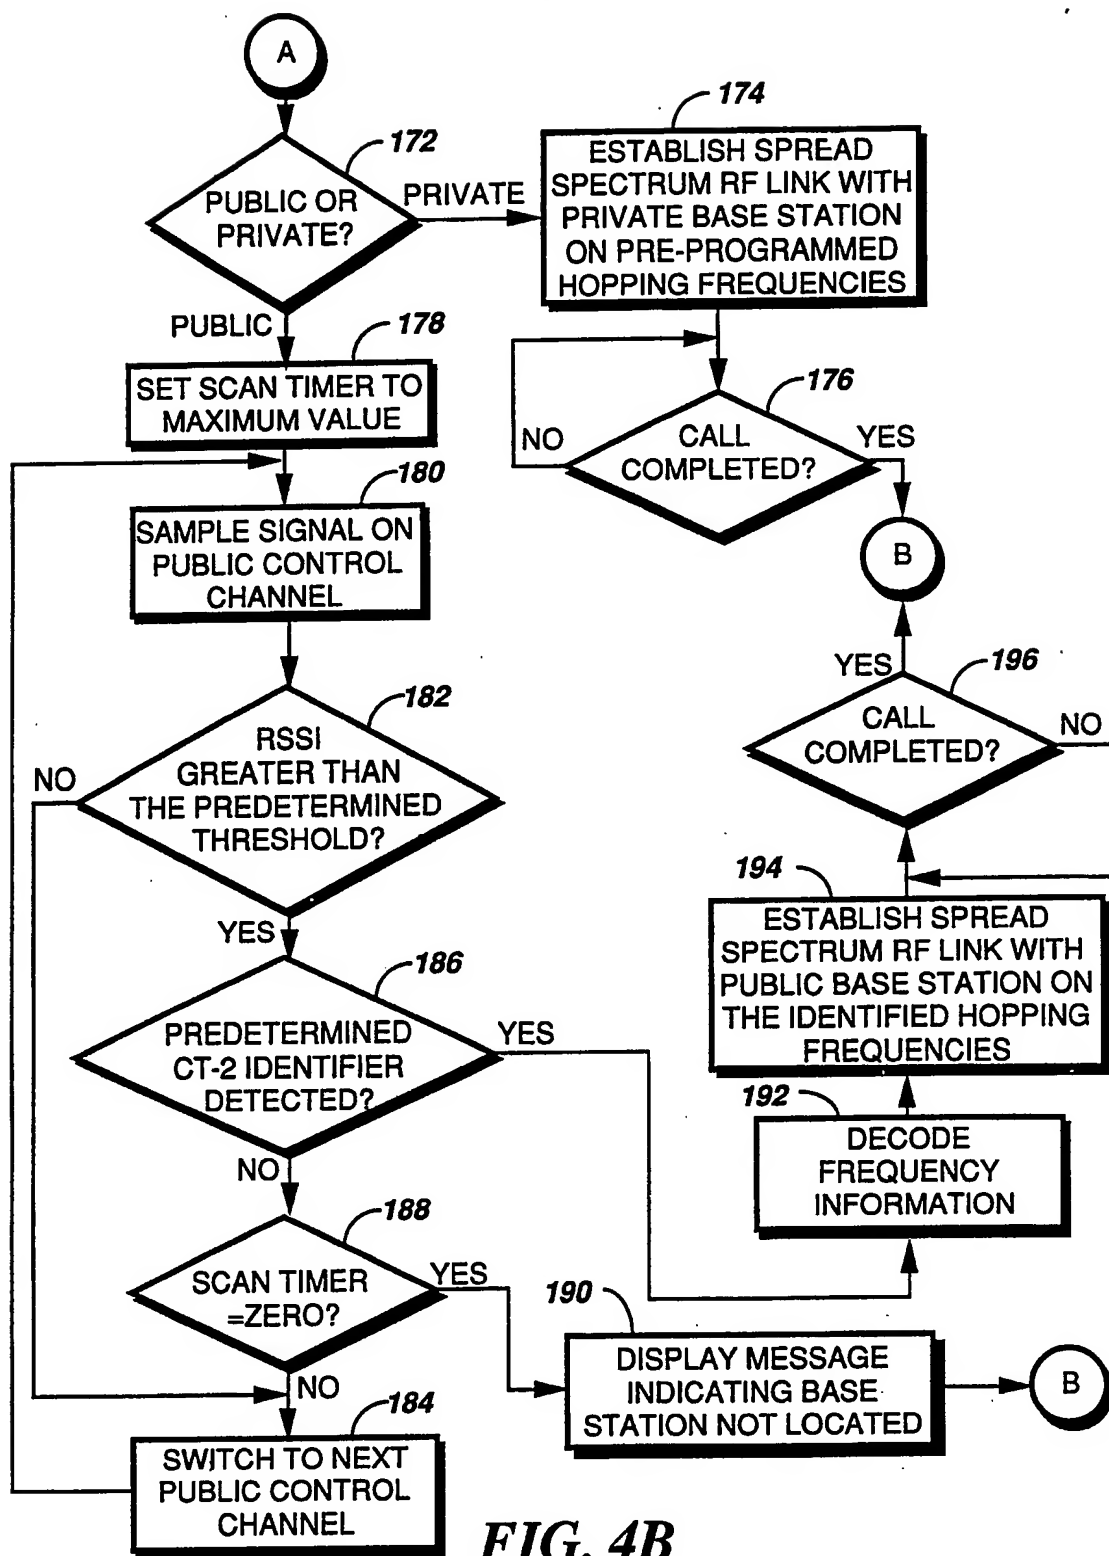 A
172
PUBLIC OR
PRIVATE?
PRIVATE
PUBLIC
174
ESTABLISH SPREAD
SPECTRUM RF LINK WITH
PRIVATE BASE STATION
ON PRE-PROGRAMMED
HOPPING FREQUENCIES
178
SET SCAN TIMER TO
MAXIMUM VALUE
176
CALL
COMPLETED?
NO
YES
B
180
SAMPLE SIGNAL ON
PUBLIC CONTROL
CHANNEL
182
RSSI
GREATER THAN
THE PREDETERMINED
THRESHOLD?
NO
YES
196
CALL
COMPLETED?
YES
NO
194
ESTABLISH SPREAD
SPECTRUM RF LINK WITH
PUBLIC BASE STATION ON
THE IDENTIFIED HOPPING
FREQUENCIES
186
PREDETERMINED
CT-2 IDENTIFIER
DETECTED?
YES
NO
192
DECODE
FREQUENCY
INFORMATION
188
SCAN TIMER
=ZERO?
YES
NO
190
DISPLAY MESSAGE
INDICATING BASE
STATION NOT LOCATED
B
184
SWITCH TO NEXT
PUBLIC CONTROL
CHANNEL
FIG. 4B